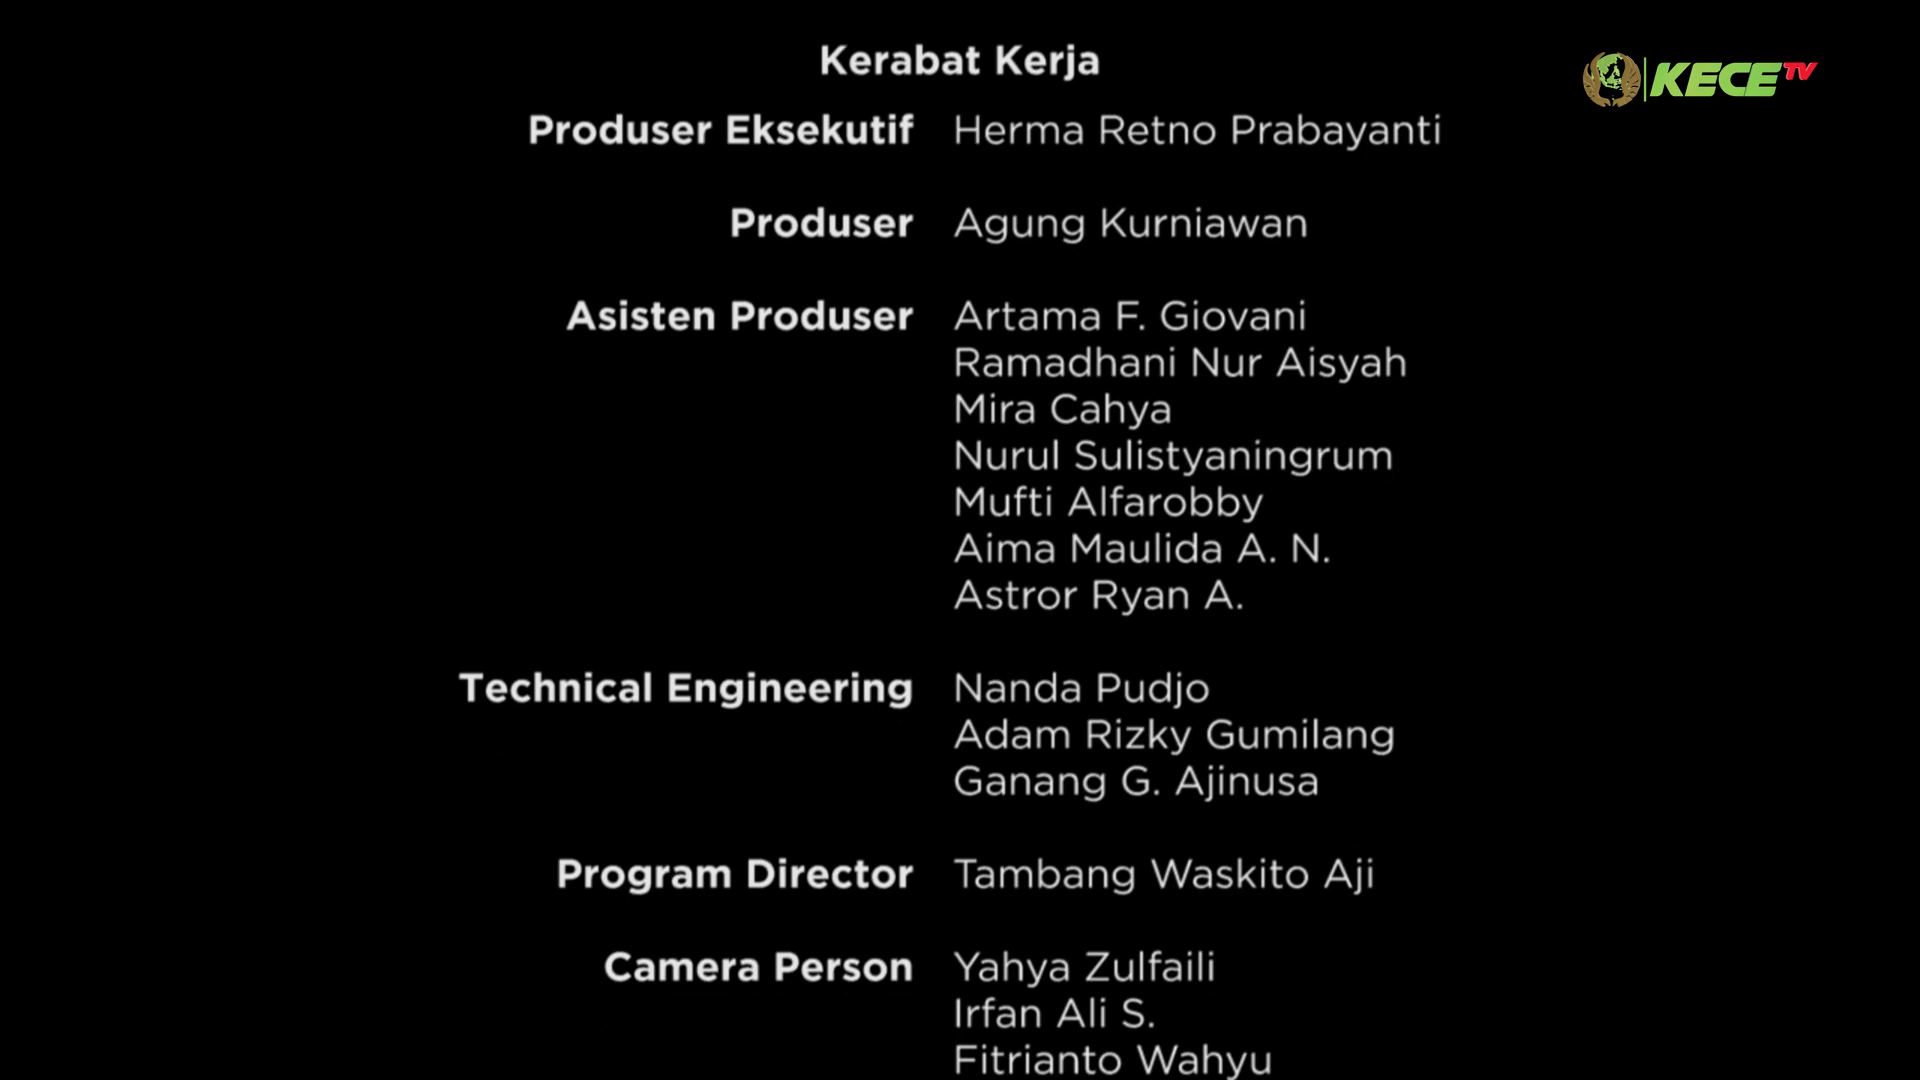 Kerabat Kerja
KECE TV
Produser Eksekutif Herma Retno Prabayanti
Produser Agung Kurniawan
Asisten Produser Artama F. Giovani
Ramadhani Nur Aisyah
Mira Cahya
Nurul Sulistyaningrum
Mufti Alfarobby
Aima Maulida A. N.
Astror Ryan A.
Technical Engineering Nanda Pudjo
Adam Rizky Gumilang
Ganang G. Ajinusa
Program Director Tambang Waskito Aji
Camera Person Yahya Zulfaili
Irfan Ali S.
Fitrianto Wahyu